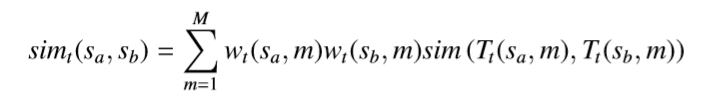 sim_t(s_a, s_b) = \sum_{m=1}^{M} w_t(s_a, m)w_t(s_b, m)sim (T_t(s_a, m), T_t(s_b, m))